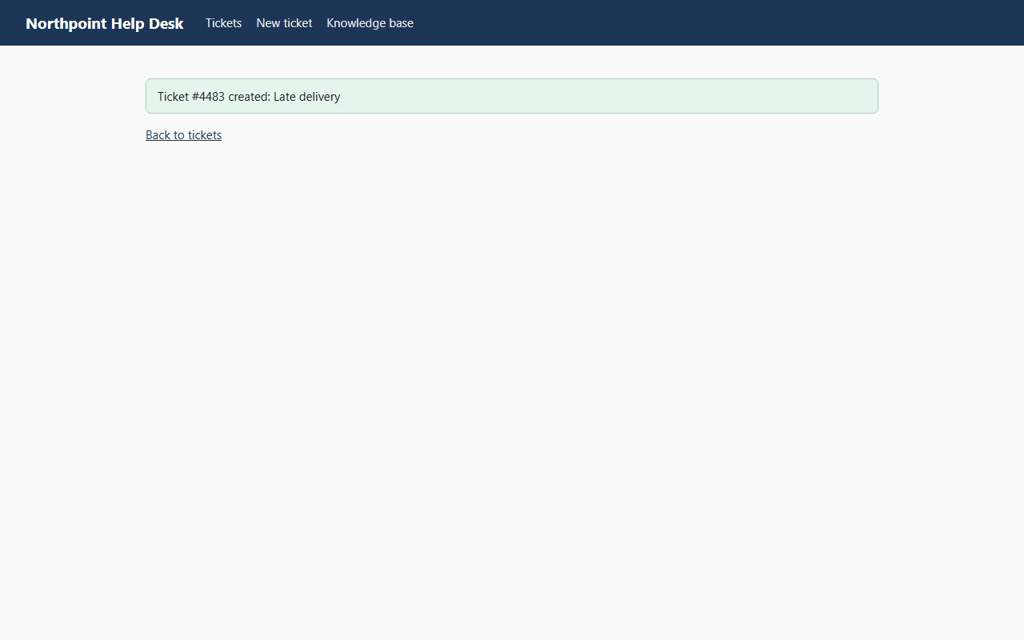 Northpoint Help Desk Tickets New ticket Knowledge base
Ticket #4483 created: Late delivery
Back to tickets